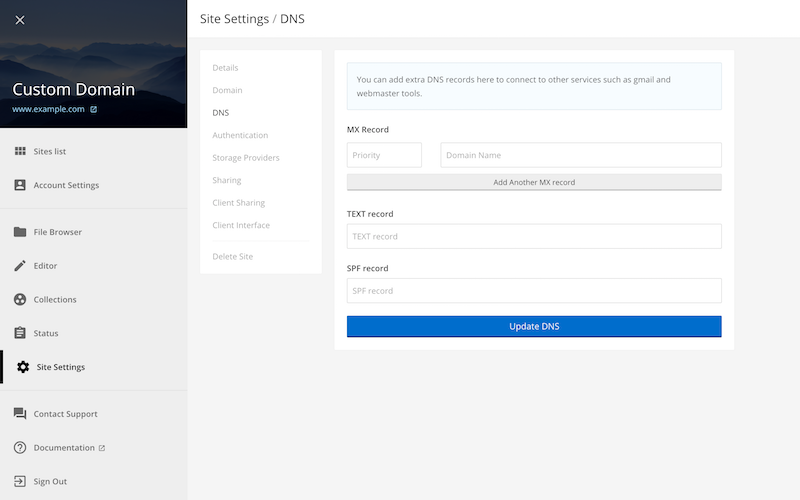 Custom Domain
www.example.com
Sites list
Account Settings
File Browser
Editor
Collections
Status
Site Settings
Contact Support
Documentation
Sign Out
Site Settings / DNS
Details
Domain
DNS
Authentication
Storage Providers
Sharing
Client Sharing
Client Interface
Delete Site
You can add extra DNS records here to connect to other services such as gmail and
webmaster tools.
MX Record
Priority Domain Name
Add Another MX record
TEXT record
TEXT record
SPF record
SPF record
Update DNS